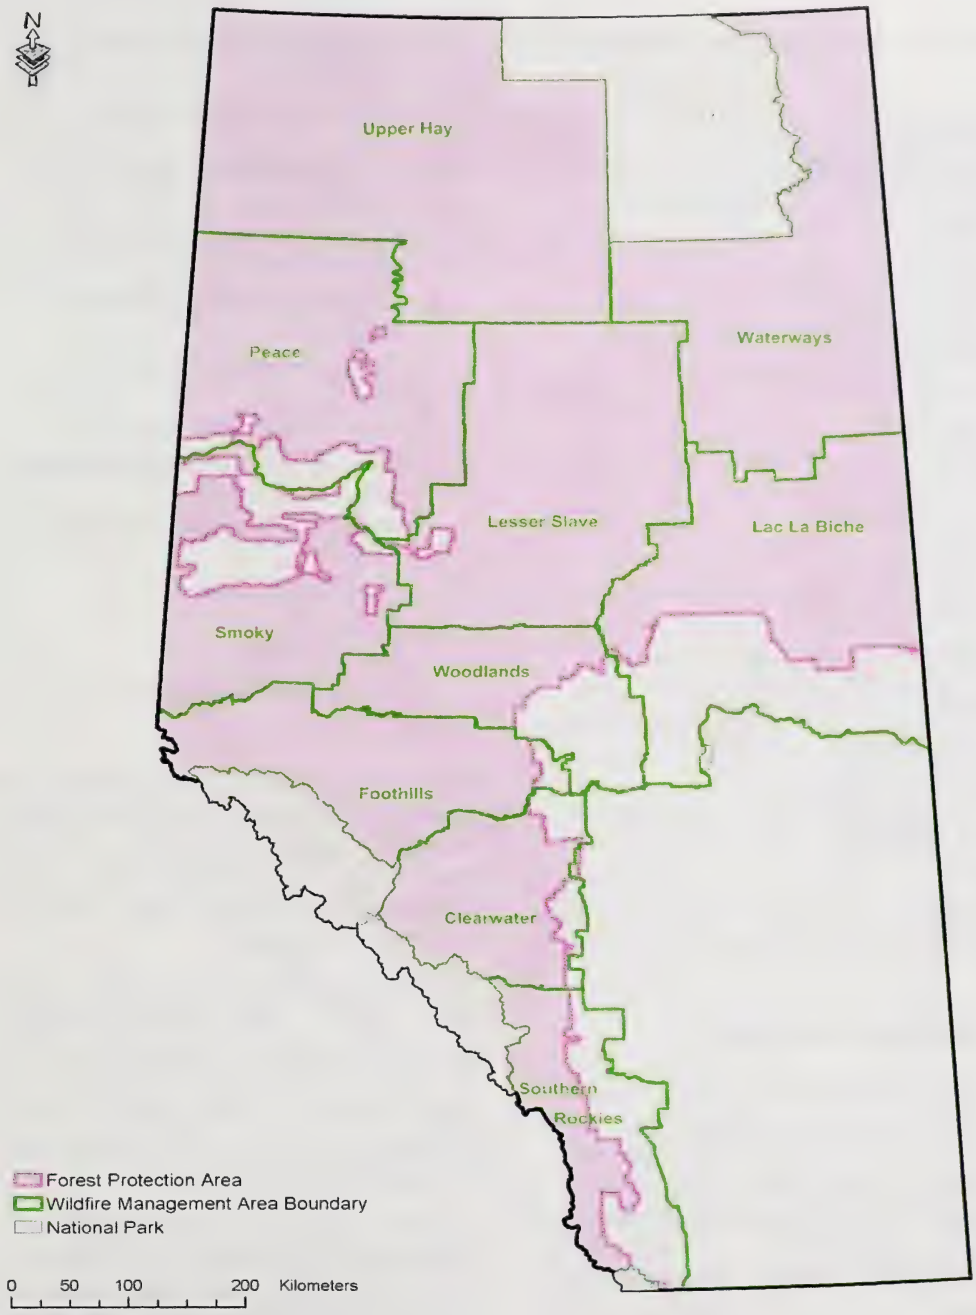 N
Upper Hay
Peace
Waterways
Lesser Slave
Lac La Biche
Smoky
Woodlands
Foothills
Clearwater
Southern
Rockies
Forest Protection Area
Wildfire Management Area Boundary
National Park
0 50 100 200 Kilometers